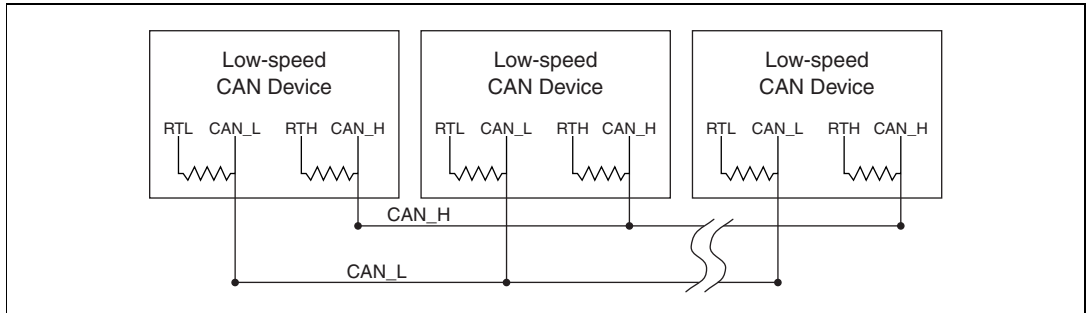 Low-speed
CAN Device
Low-speed
CAN Device
Low-speed
CAN Device
RTL CAN_L RTH CAN_H
RTL CAN_L RTH CAN_H
RTL CAN_L RTH CAN_H
CAN_H
CAN_L